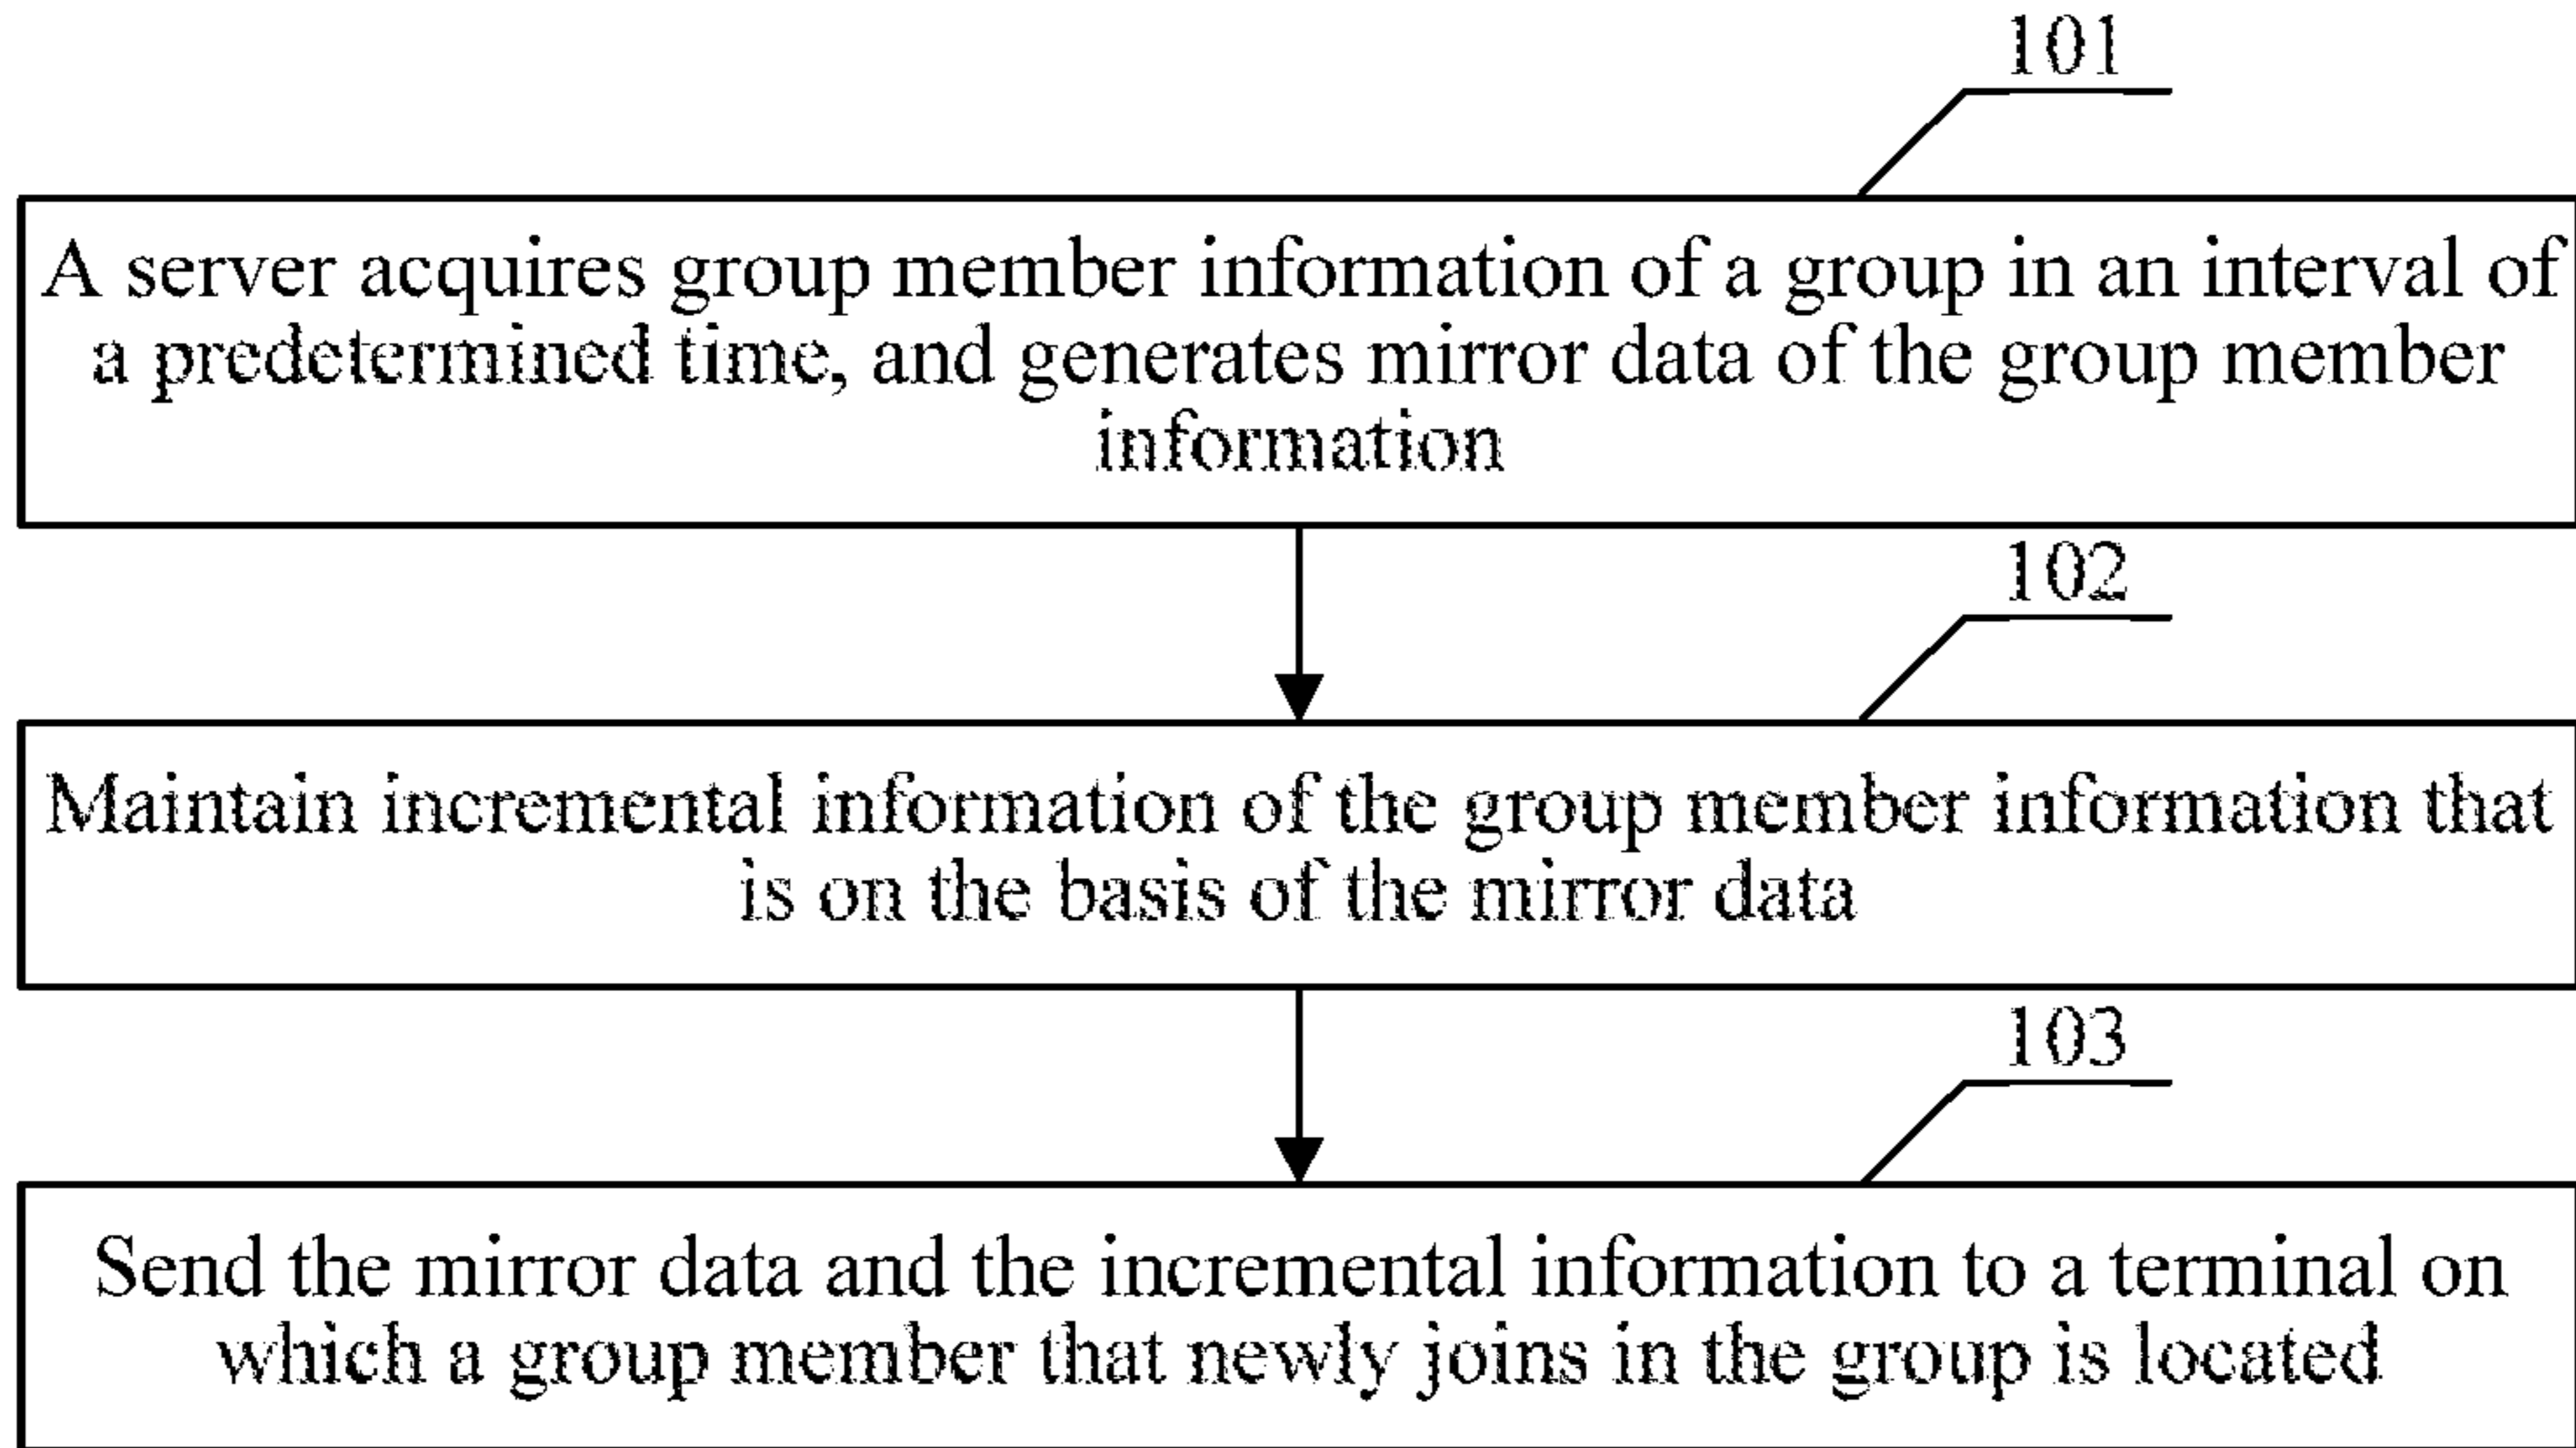 101
A server acquires group member information of a group in an interval of
a predetermined time, and generates mirror data of the group member
information
102
Maintain incremental information of the group member information that
is on the basis of the mirror data
103
Send the mirror data and the incremental information to a terminal on
which a group member that newly joins in the group is located